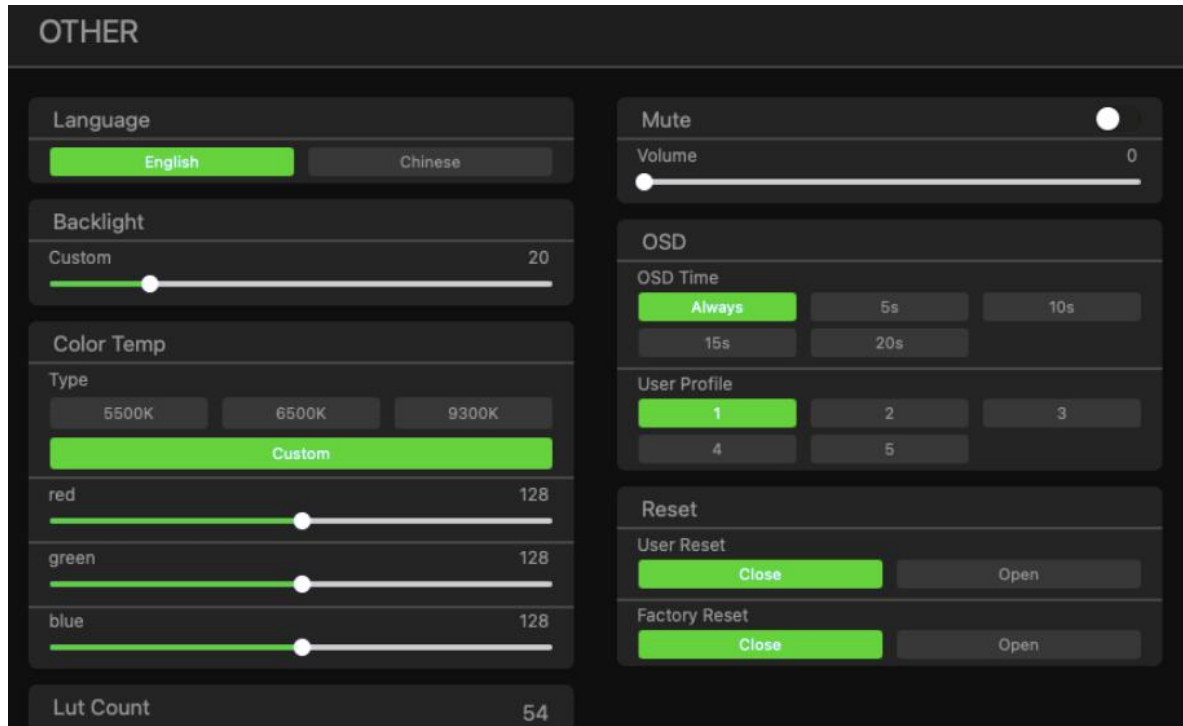 OTHER
Language
English Chinese
Backlight
Custom 20
Color Temp
Type
5500K 6500K 9300K
Custom
red 128
green 128
blue 128
Lut Count 54
Mute
Volume 0
OSD
OSD Time
Always 5s 10s
15s 20s
User Profile
1 2 3
4 5
Reset
User Reset
Close Open
Factory Reset
Close Open